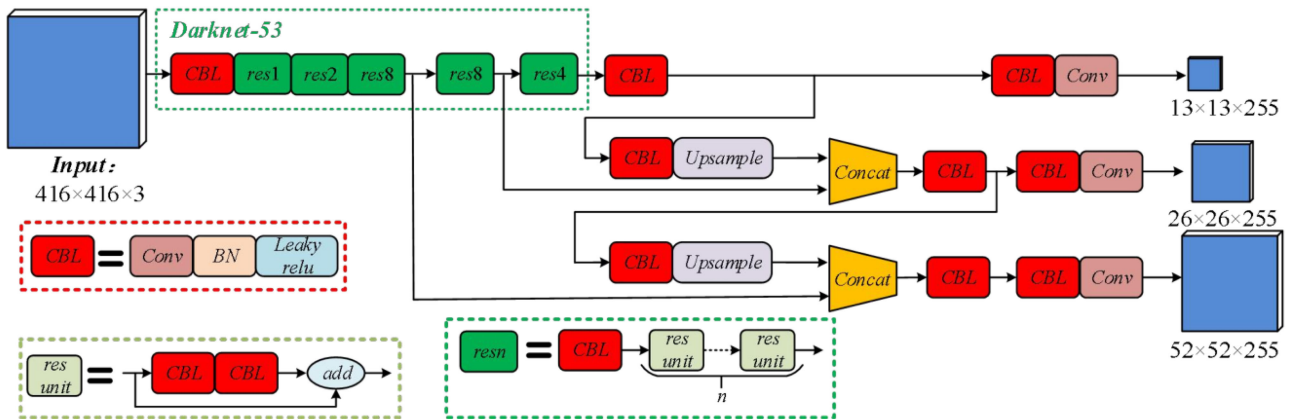 Darknet-53
CBL res1 res2 res8 res8 res4 CBL CBL Conv
13×13×255
Input:
416×416×3
CBL Upsample Concat CBL CBL Conv
26×26×255
CBL = Conv BN Leaky
relu
CBL Upsample Concat CBL CBL Conv
52×52×255
res
unit = CBL CBL add
resn = CBL res
unit res
unit
n